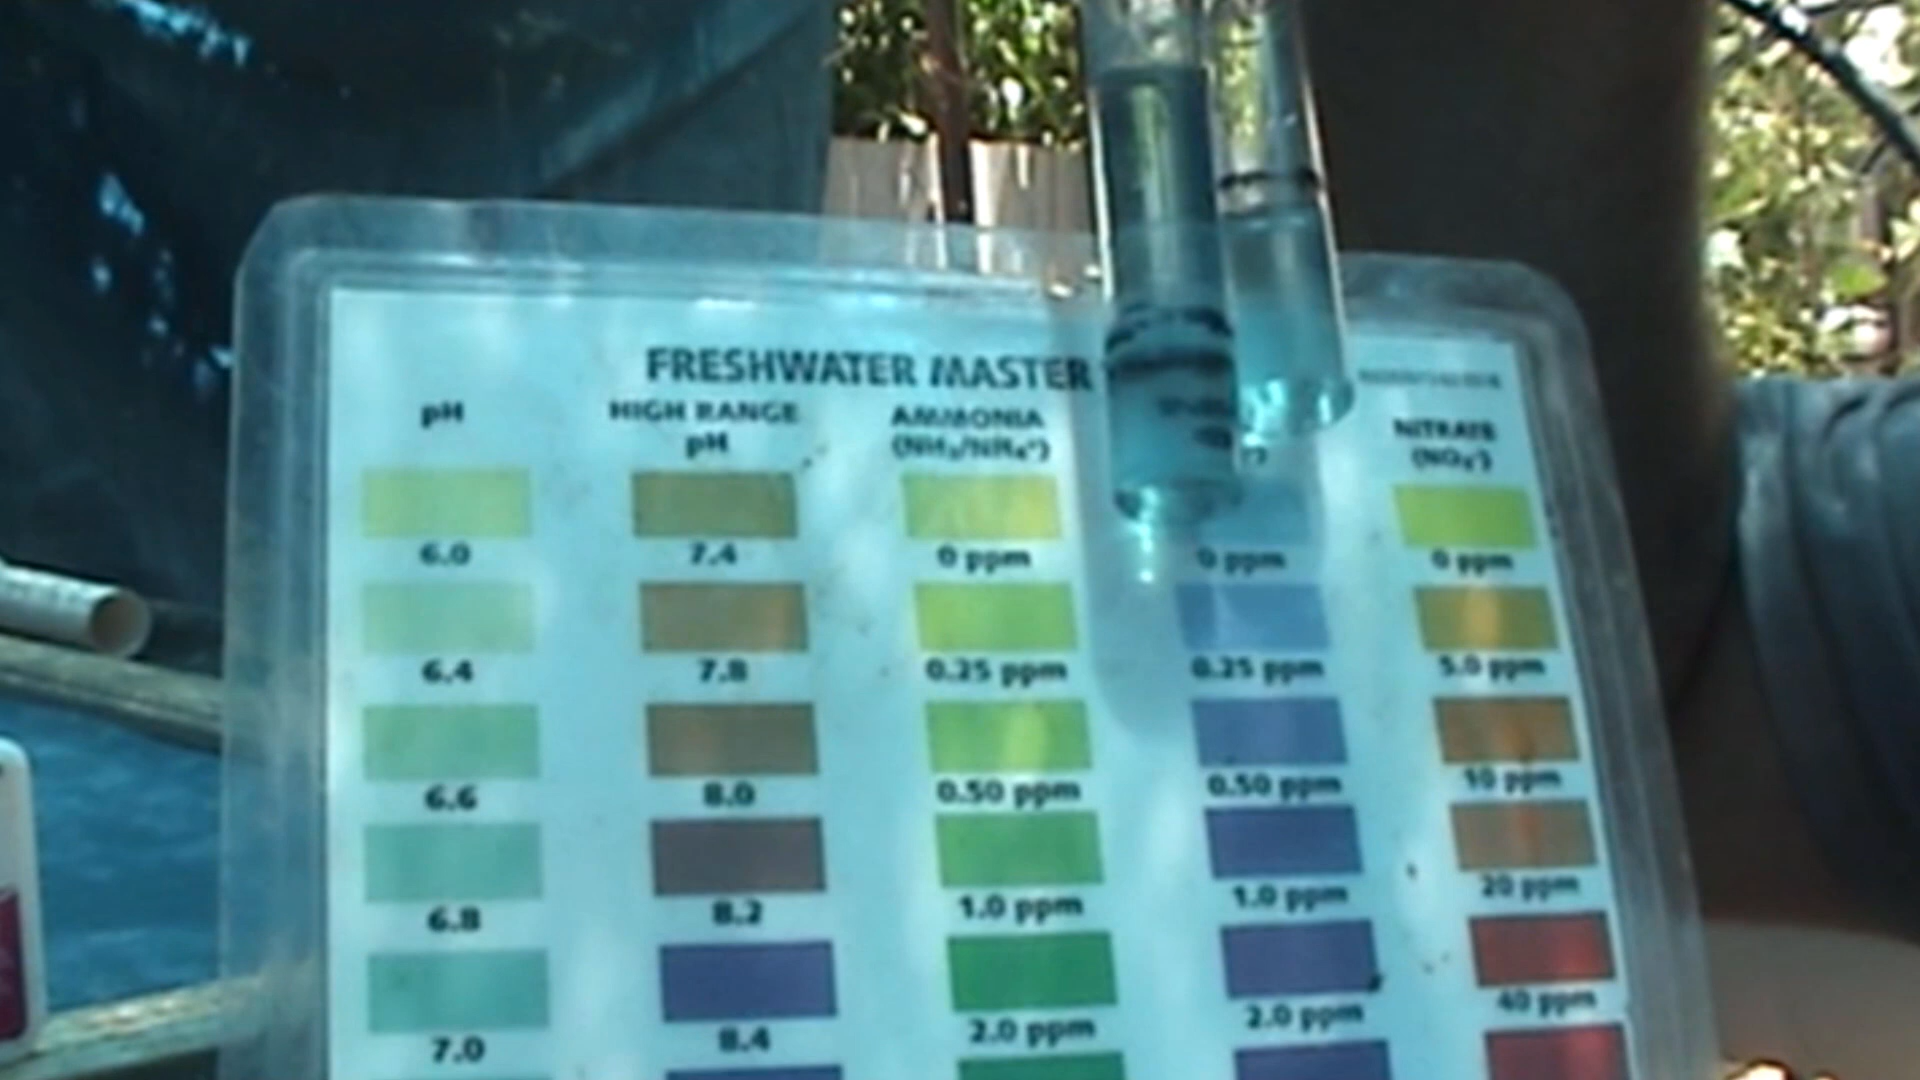 FRESHWATER MASTER
pH
HIGH RANGE
pH
AMMONIA
(NH₃/NH₄⁺)
NITRATE
(NO₃⁻)
6.0
7.4
0 ppm
0 ppm
0 ppm
6.4
7.8
0.25 ppm
0.25 ppm
5.0 ppm
6.6
8.0
0.50 ppm
0.50 ppm
10 ppm
6.8
8.2
1.0 ppm
1.0 ppm
20 ppm
7.0
8.4
2.0 ppm
2.0 ppm
40 ppm